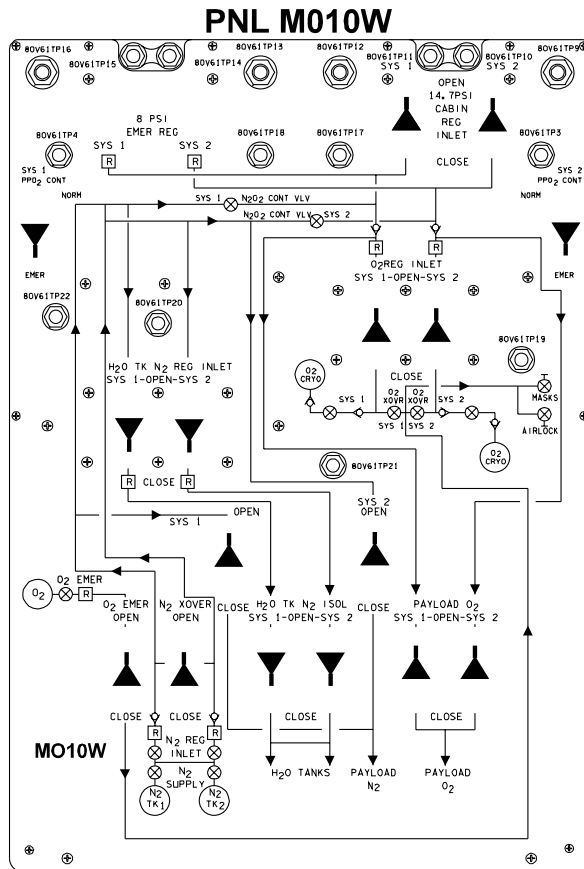 PNL M010W
80V61TP16
80V61TP15
80V61TP14
80V61TP13
80V61TP12
80V61TP11
SYS 1
80V61TP10
SYS 2
80V61TP9
OPEN
14.7PSI
CABIN
REG
INLET
CLOSE
8 PSI
EMER REG
SYS 1
SYS 2
80V61TP4
80V61TP18
80V61TP17
80V61TP3
SYS 1
PPO2 CONT
NORM
EMER
SYS 2
PPO2 CONT
NORM
EMER
SYS 1
N2O2 CONT VLV
N2O2 CONT VLV
SYS 2
O2REG INLET
SYS 1-OPEN-SYS 2
CLOSE
80V61TP22
80V61TP20
80V61TP19
H2O TK N2 REG INLET
SYS 1-OPEN-SYS 2
CLOSE
O2
CRYO
SYS 1
O2
XOVR
O2
XOVR
SYS 2
SYS 1
SYS 2
MASKS
AIRLOCK
O2
CRYO
80V61TP21
SYS 1
OPEN
SYS 2
OPEN
O2
O2 EMER
O2 EMER
OPEN
N2 XOVER
OPEN
CLOSE
H2O TK N2 ISOL
SYS 1-OPEN-SYS 2
CLOSE
PAYLOAD O2
SYS 1-OPEN-SYS 2
CLOSE
CLOSE
CLOSE
CLOSE
MO10W
N2 REG
INLET
N2
SUPPLY
N2
TK1
N2
TK2
H2O TANKS
PAYLOAD
N2
PAYLOAD
O2